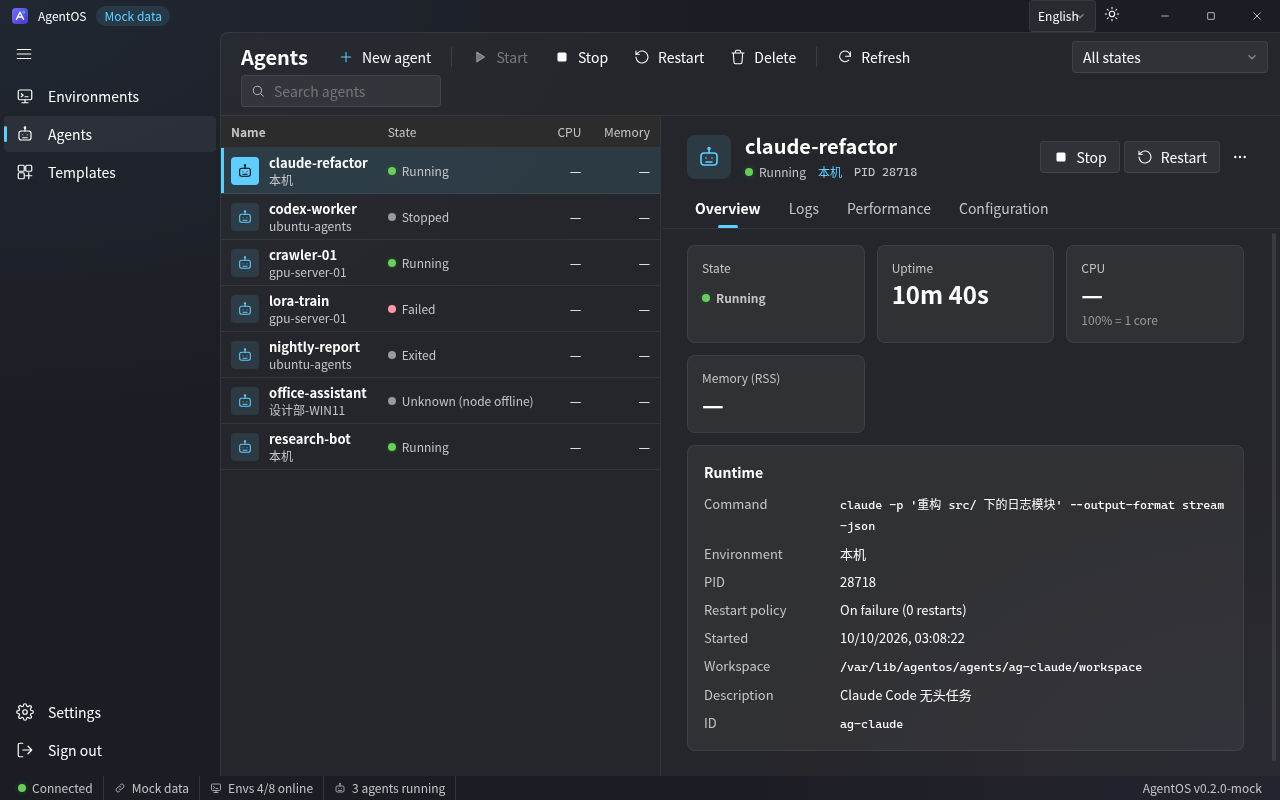 AgentOS Mock data English
Environments
Agents
Templates
Settings
Sign out
Agents New agent Start Stop Restart Delete Refresh All states
Search agents
Name State CPU Memory
claude-refactor
本机
Running — —
codex-worker
ubuntu-agents
Stopped — —
crawler-01
gpu-server-01
Running — —
lora-train
gpu-server-01
Failed — —
nightly-report
ubuntu-agents
Exited — —
office-assistant
设计部-WIN11
Unknown (node offline) — —
research-bot
本机
Running — —
claude-refactor
Running 本机 PID 28718
Stop Restart
Overview Logs Performance Configuration
State
Running
Uptime
10m 40s
CPU
—
100% = 1 core
Memory (RSS)
—
Runtime
Command claude -p '重构 src/ 下的日志模块' --output-format stream
-json
Environment 本机
PID 28718
Restart policy On failure (0 restarts)
Started 10/10/2026, 03:08:22
Workspace /var/lib/agentos/agents/ag-claude/workspace
Description Claude Code 无头任务
ID ag-claude
Connected Mock data Envs 4/8 online 3 agents running AgentOS v0.2.0-mock